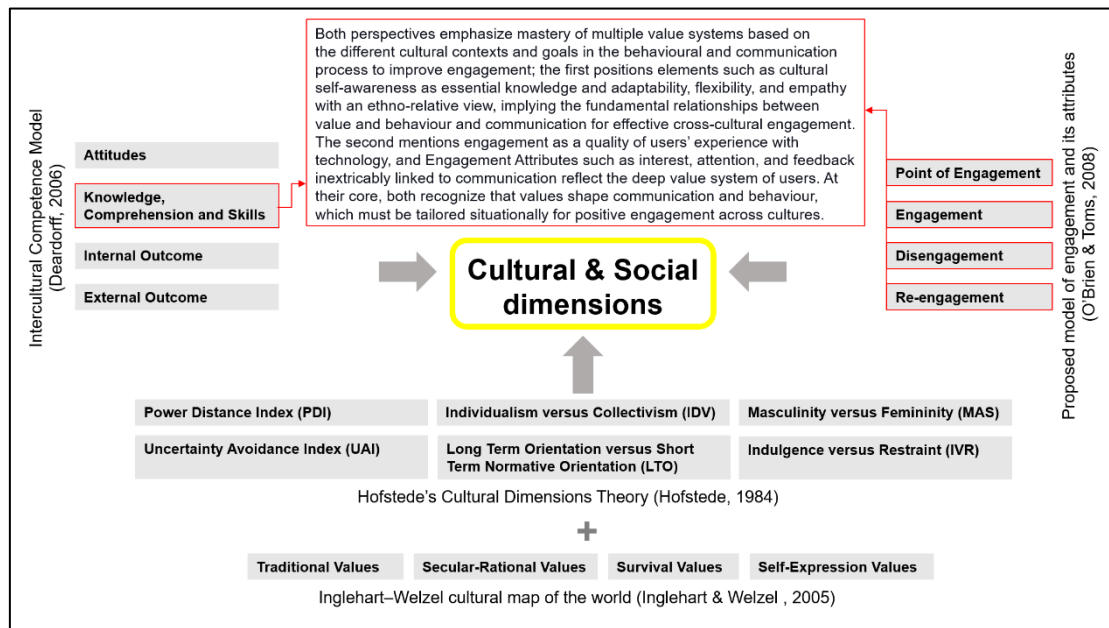 Both perspectives emphasize mastery of multiple value systems based on
the different cultural contexts and goals in the behavioural and communication
process to improve engagement; the first positions elements such as cultural
self-awareness as essential knowledge and adaptability, flexibility, and empathy
with an ethno-relative view, implying the fundamental relationships between
value and behaviour and communication for effective cross-cultural engagement.
The second mentions engagement as a quality of users' experience with
technology, and Engagement Attributes such as interest, attention, and feedback
inextricably linked to communication reflect the deep value system of users. At
their core, both recognize that values shape communication and behaviour,
which must be tailored situationally for positive engagement across cultures.
Intercultural Competence Model
(Deardorff, 2006)
Attitudes
Knowledge,
Comprehension and Skills
Internal Outcome
External Outcome
Cultural & Social
dimensions
Point of Engagement
Engagement
Disengagement
Re-engagement
Proposed model of engagement and its attributes
(O'Brien & Toms, 2008)
Power Distance Index (PDI)
Individualism versus Collectivism (IDV)
Masculinity versus Femininity (MAS)
Uncertainty Avoidance Index (UAI)
Long Term Orientation versus Short
Term Normative Orientation (LTO)
Indulgence versus Restraint (IVR)
Hofstede's Cultural Dimensions Theory (Hofstede, 1984)
+
Traditional Values
Secular-Rational Values
Survival Values
Self-Expression Values
Inglehart–Welzel cultural map of the world (Inglehart & Welzel , 2005)